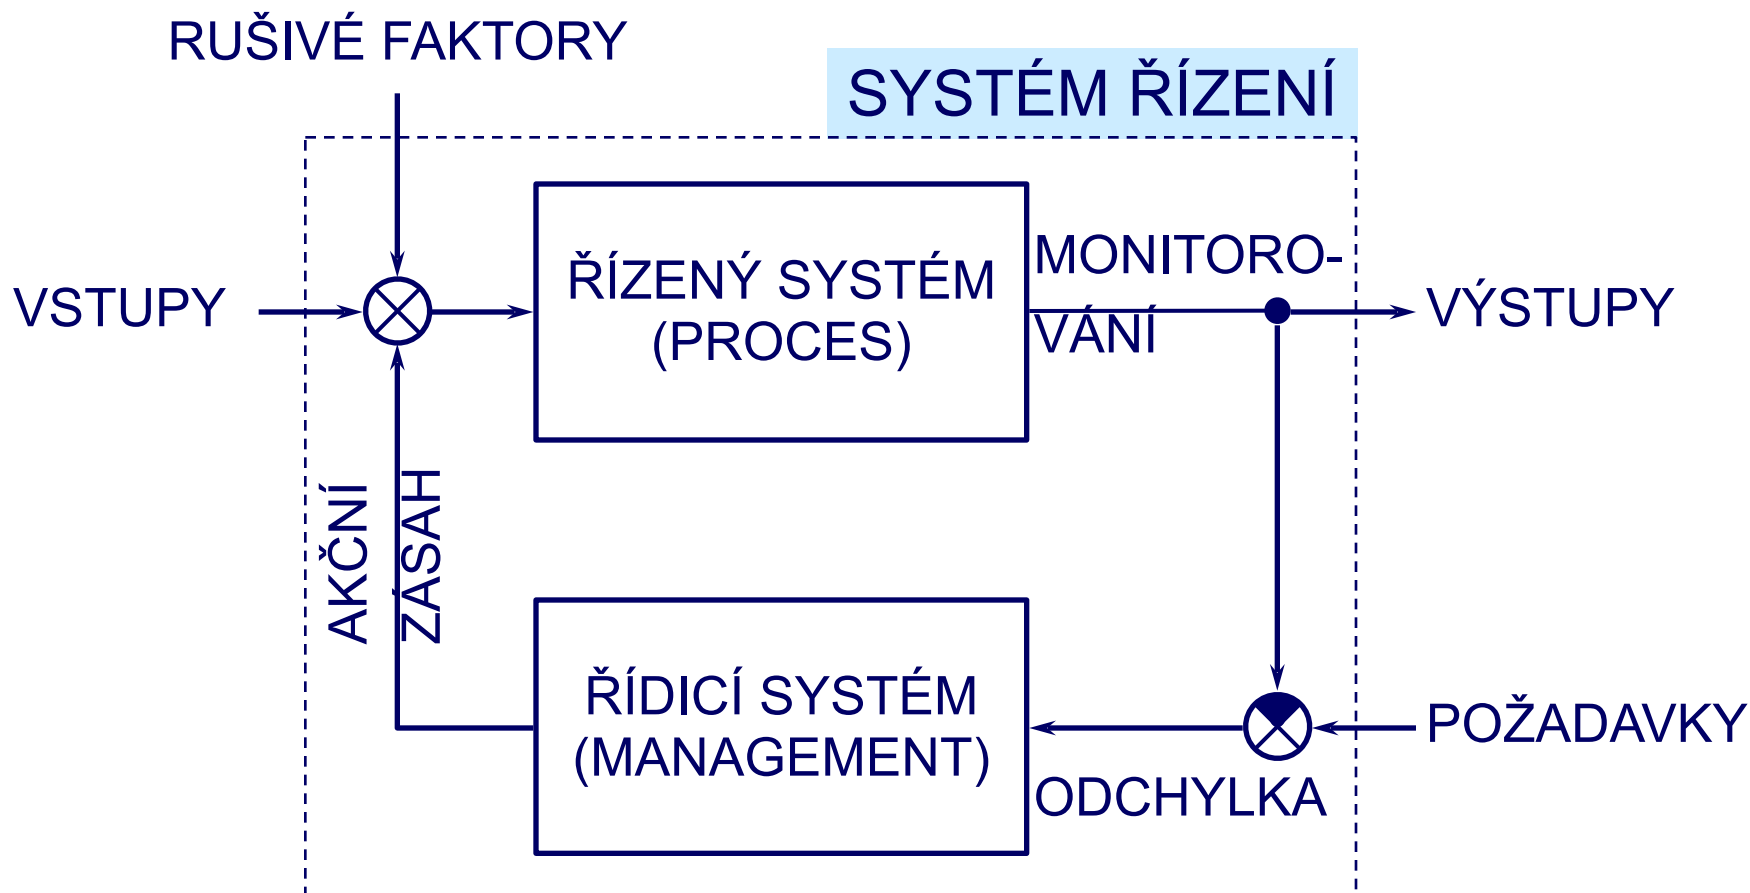 RUŠIVÉ FAKTORY
SYSTÉM ŘÍZENÍ
ŘÍZENÝ SYSTÉM
(PROCES)
MONITORO-
VÁNÍ
VSTUPY
VÝSTUPY
AKČNÍ
ZÁSAH
ŘÍDICÍ SYSTÉM
(MANAGEMENT)
POŽADAVKY
ODCHYLKA